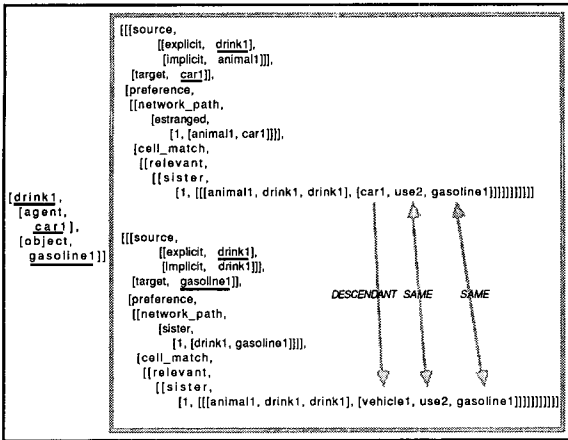 [[[source,
[[explicit, drink1],
[implicit, animal1]]],
[target, car1]],
[preference,
[[network_path,
[estranged,
[1, [animal1, car1]]]],
[cell_match,
[[relevant,
[[sister,
[1, [[[animal1, drink1, drink1], [car1, use2, gasoline1]]]]]]]]]]]
[drink1,
[agent,
car1],
[object,
gasoline1]]
[[[source,
[[explicit, drink1],
[implicit, drink1]]],
[target, gasoline1]],
[preference,
[[network_path,
[sister,
[1, [drink1, gasoline1]]]],
[cell_match,
[[relevant,
[[sister,
[1, [[[animal1, drink1, drink1], [vehicle1, use2, gasoline1]]]]]]]]]]]
DESCENDANT SAME SAME